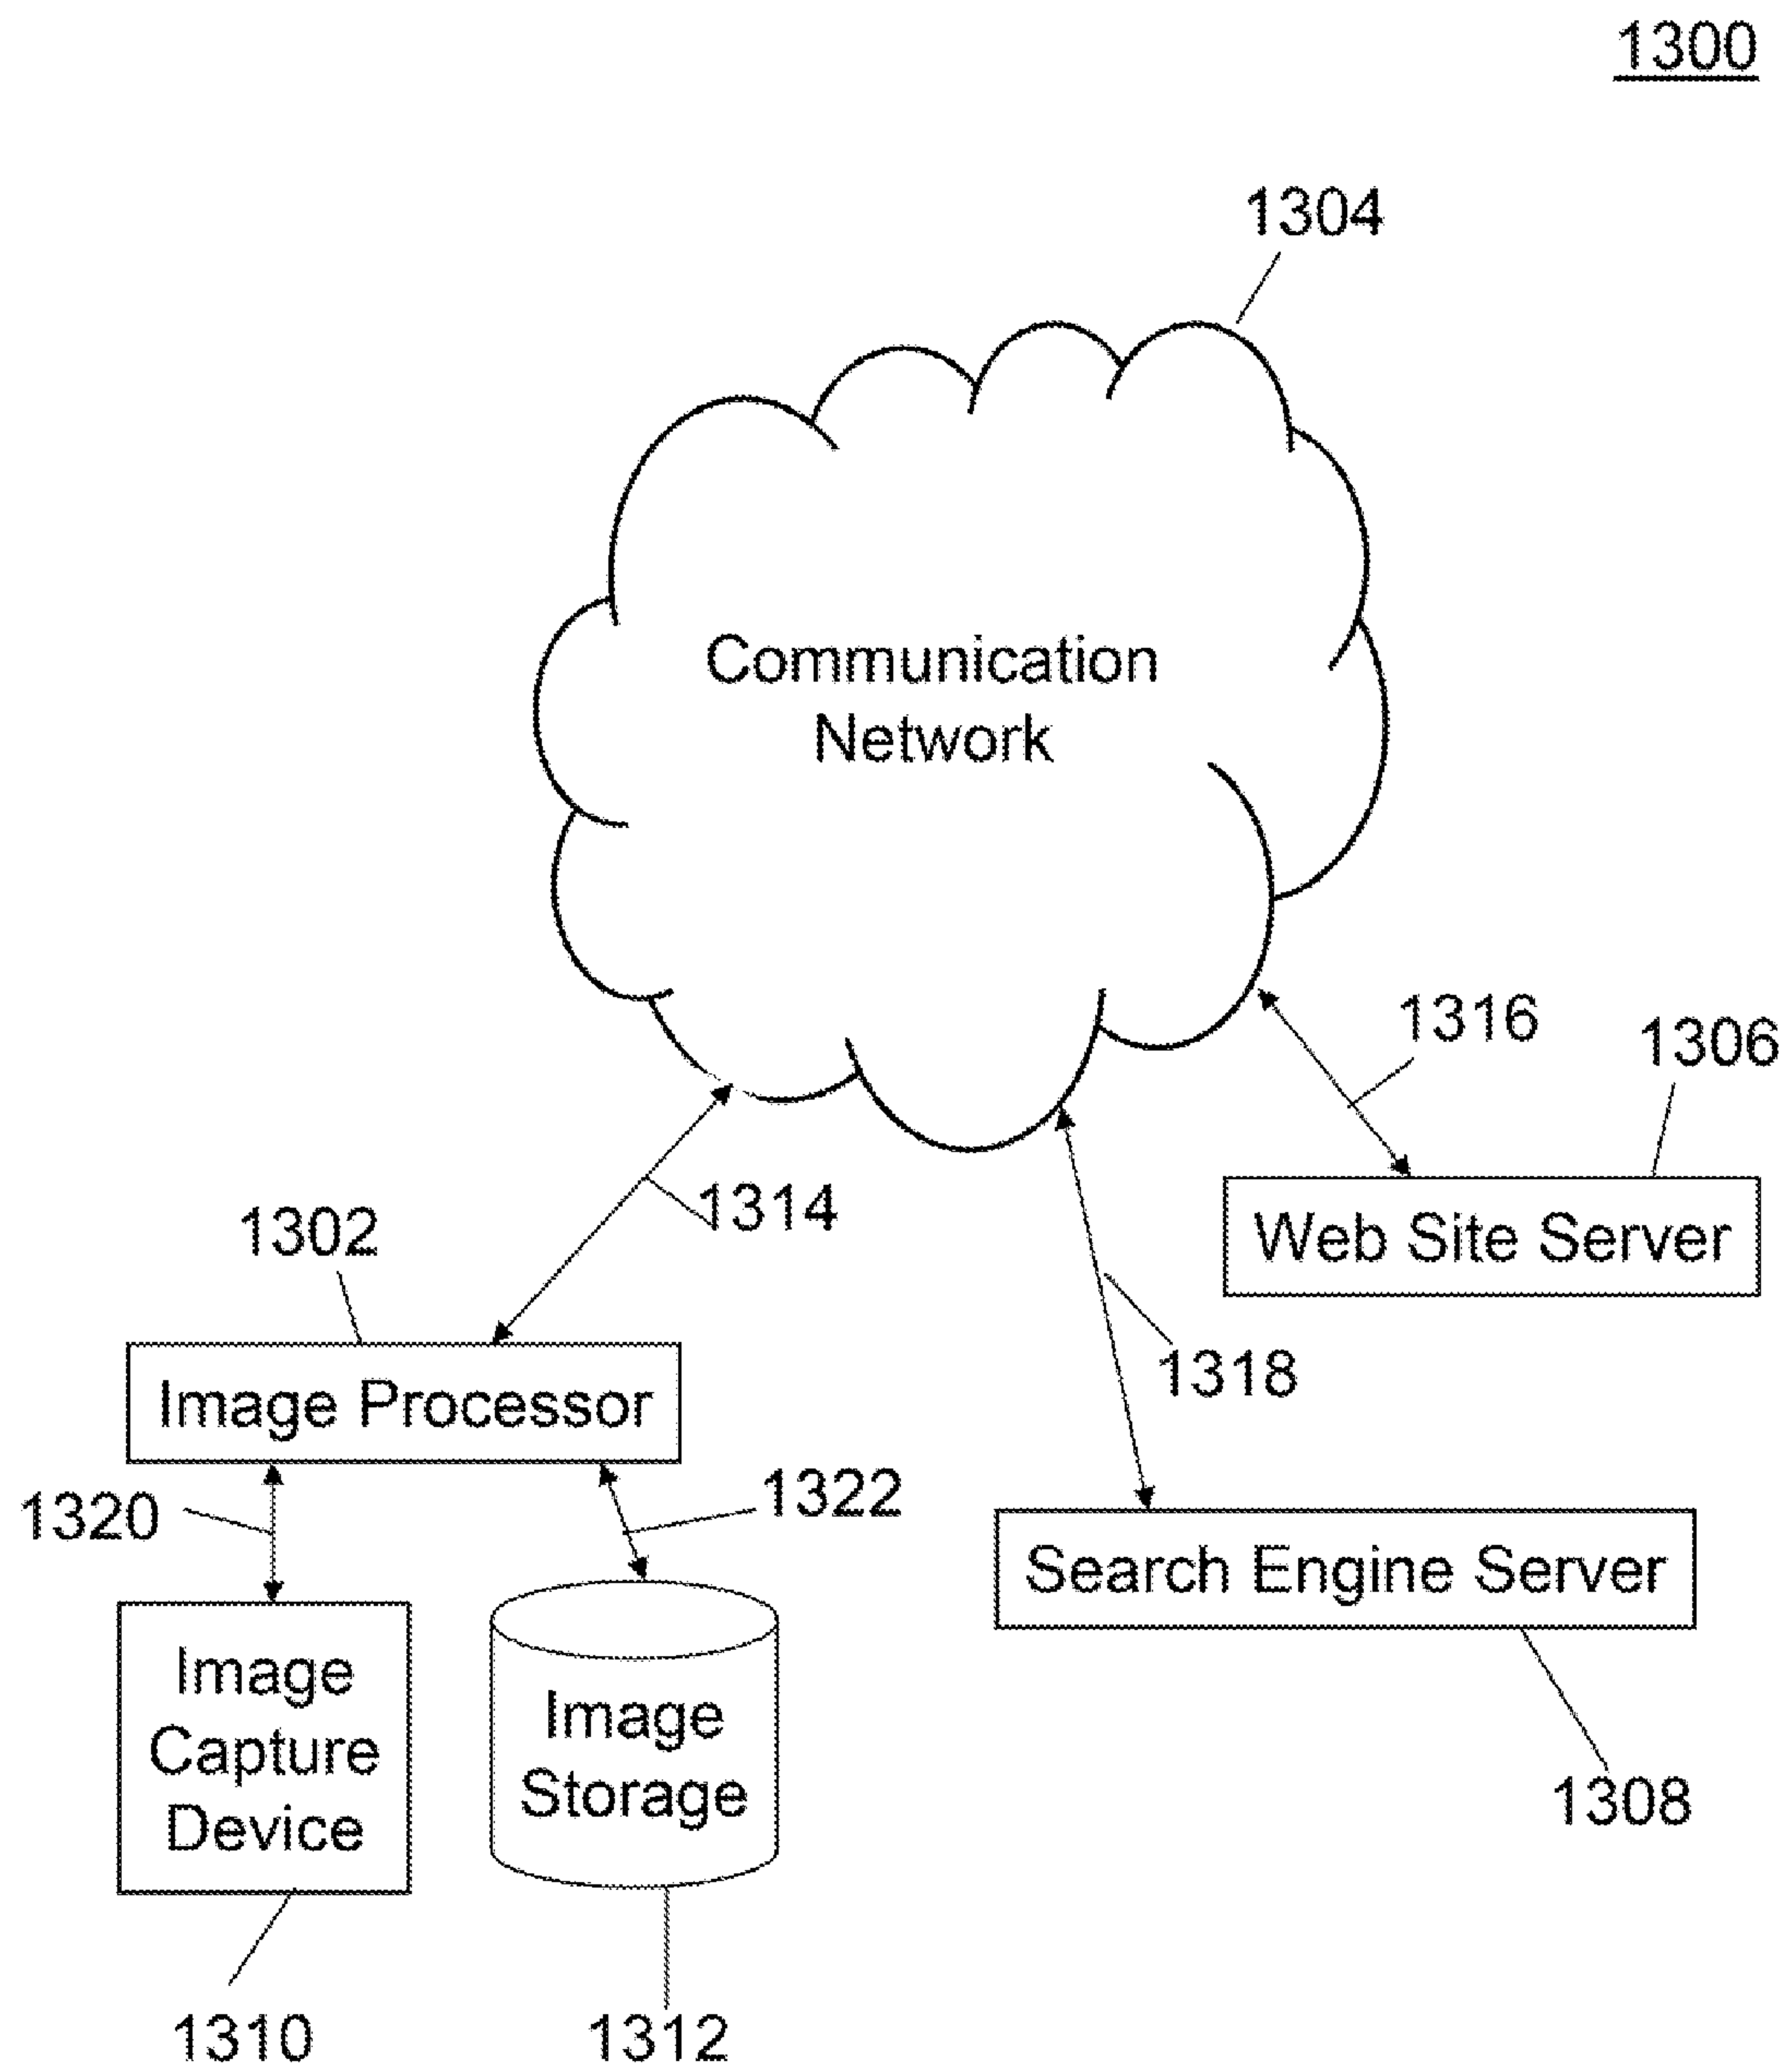 1300
1304
Communication
Network
1316
1306
1314
1302
Web Site Server
1318
Image Processor
1320
1322
Search Engine Server
Image
Capture
Device
Image
Storage
1308
1310
1312